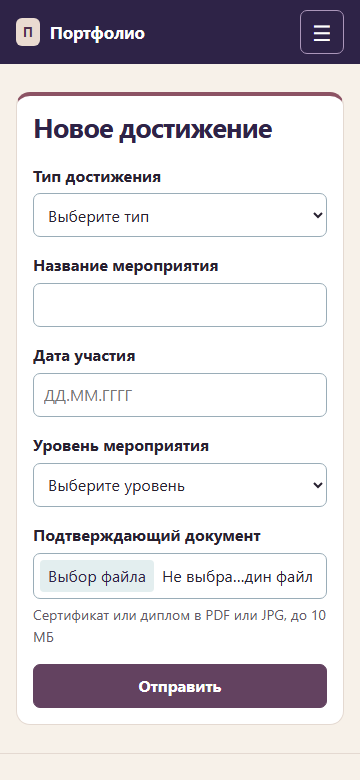 П Портфолио
Новое достижение
Тип достижения
Выберите тип
Название мероприятия
Дата участия
ДД.ММ.ГГГГ
Уровень мероприятия
Выберите уровень
Подтверждающий документ
Выбор файла Не выбра...дин файл
Сертификат или диплом в PDF или JPG, до 10
МБ
Отправить